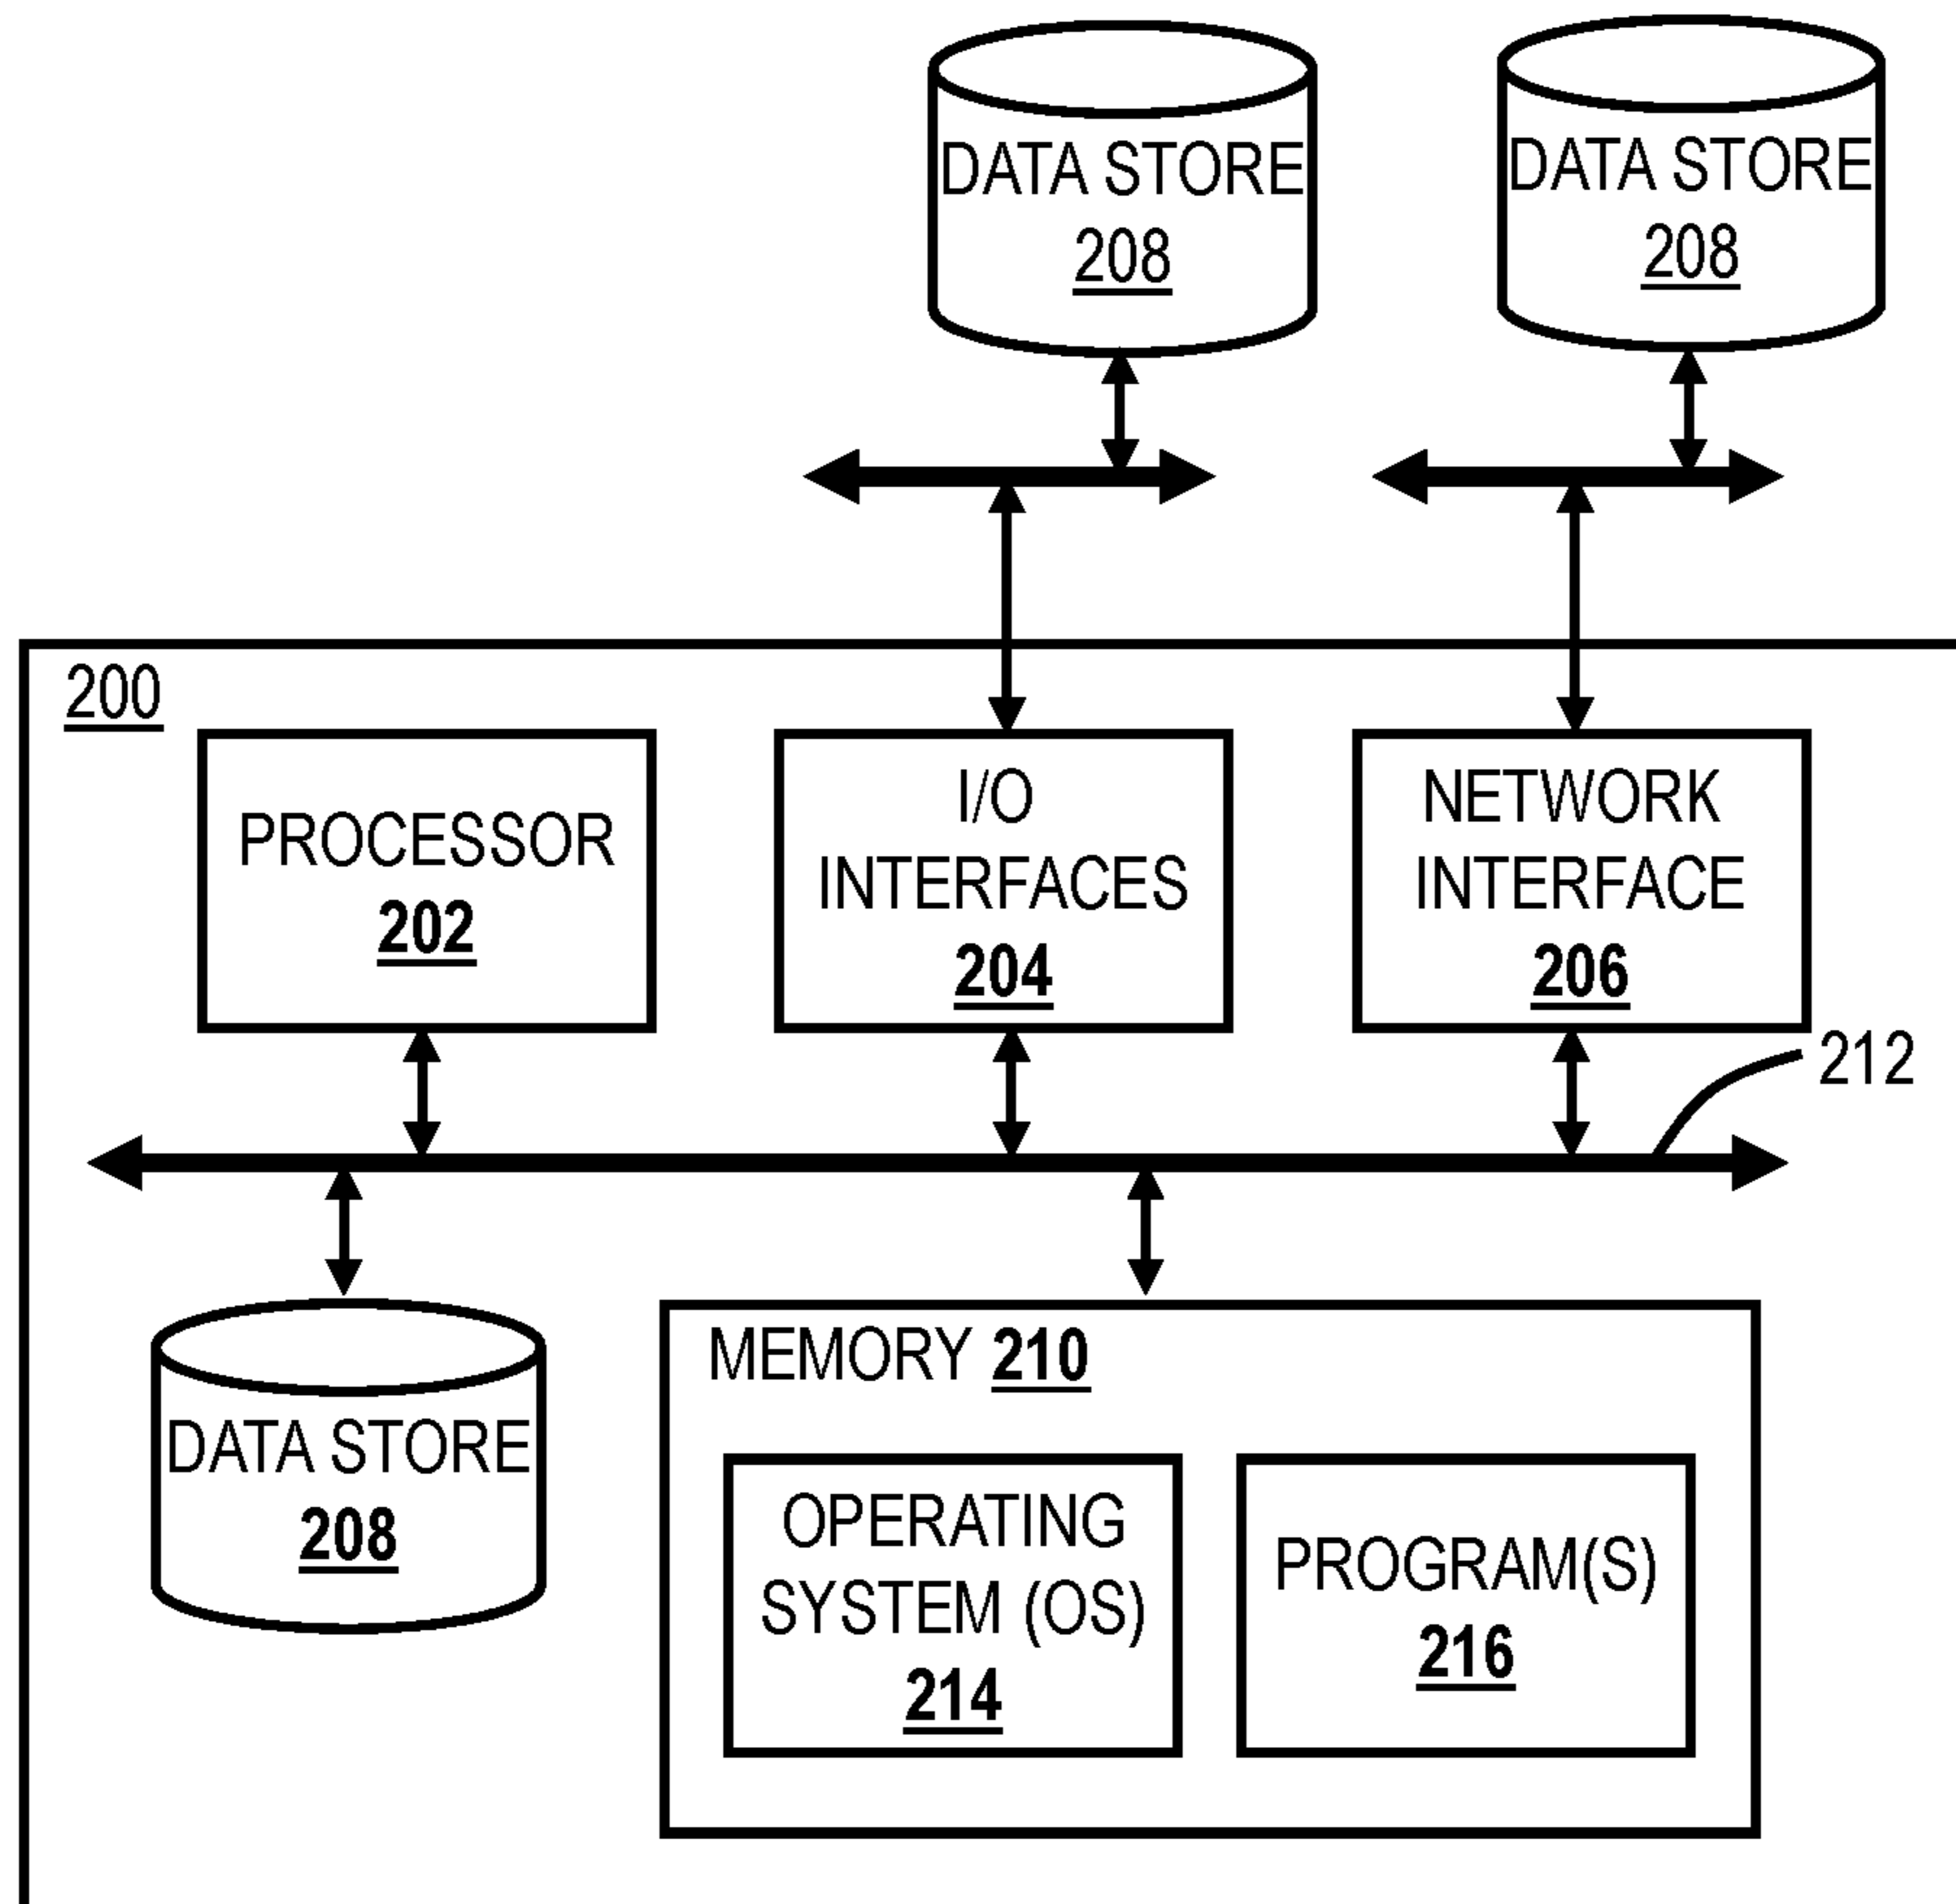 DATA STORE
208
DATA STORE
208
200
PROCESSOR
202
I/O
INTERFACES
204
NETWORK
INTERFACE
206
212
DATA STORE
208
MEMORY 210
OPERATING
SYSTEM (OS)
214
PROGRAM(S)
216